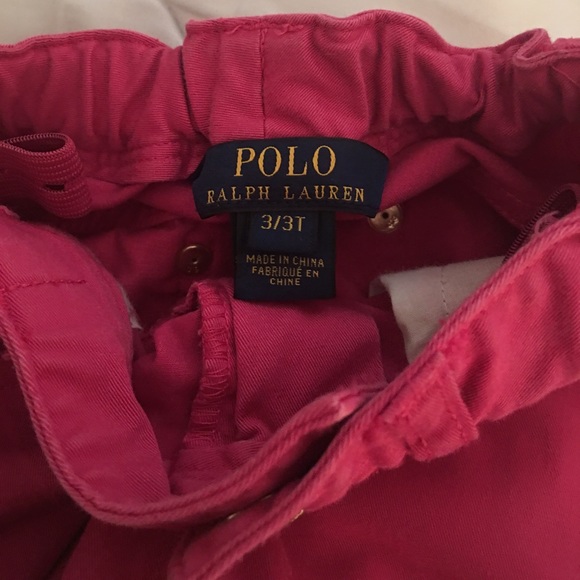 POLO
RALPH LAUREN
3/3T
MADE IN CHINA
FABRIQUÉ EN
CHINE